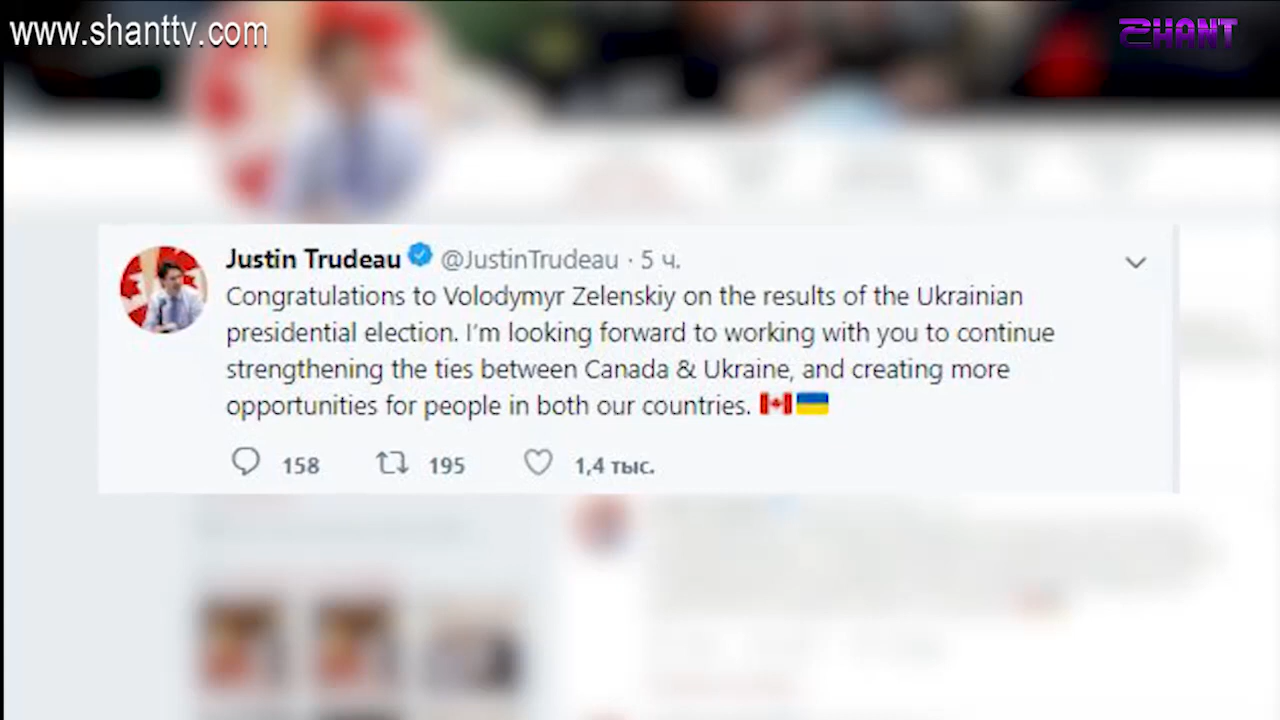 www.shanttv.com
SHANT
Justin Trudeau @JustinTrudeau · 5 ч.
Congratulations to Volodymyr Zelenskiy on the results of the Ukrainian
presidential election. I'm looking forward to working with you to continue
strengthening the ties between Canada & Ukraine, and creating more
opportunities for people in both our countries. 🇨🇦🇺🇦
158 195 1,4 тыс.